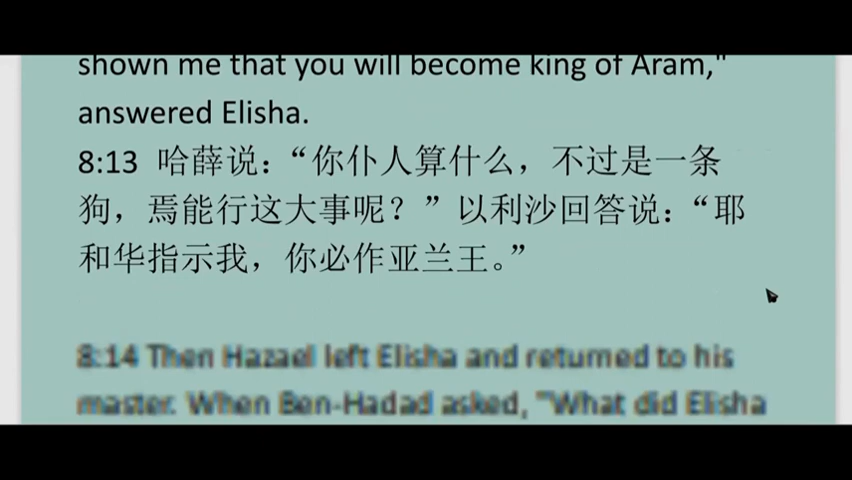 shown me that you will become king of Aram,"
answered Elisha.
8:13 哈薛说：“你仆人算什么，不过是一条
狗，焉能行这大事呢？”以利沙回答说：“耶
和华指示我，你必作亚兰王。”
8:14 Then Hazael left Elisha and returned to his
master. When Ben-Hadad asked, "What did Elisha